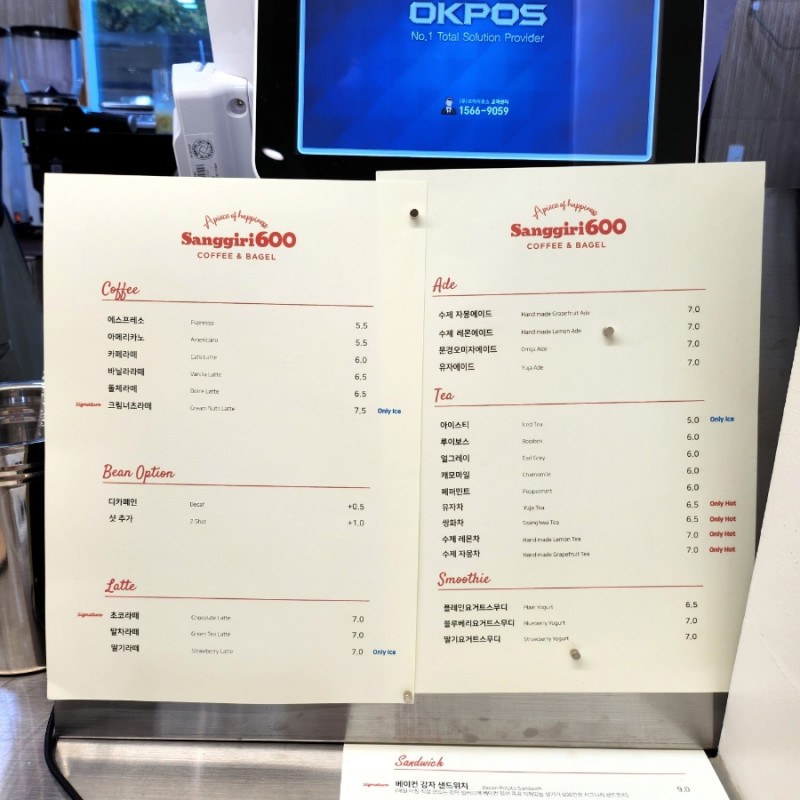 OKPOS
No.1 Total Solution Provider
1566-9059
A piece of happiness
Sanggiri600
COFFEE & BAGEL
Coffee
에스프레소 Espresso 5.5
아메리카노 Americano 5.5
카페라떼 Cafe Latte 6.0
바닐라라떼 Vanilla Latte 6.5
돌체라떼 Dolce Latte 6.5
Signature 크림너츠라떼 Cream Nuts Latte 7.5 Only Ice
Bean Option
디카페인 Decaf +0.5
샷 추가 2 Shot +1.0
Latte
Signature 초코라떼 Chocolate Latte 7.0
말차라떼 Green Tea Latte 7.0
딸기라떼 Strawberry Latte 7.0 Only Ice
A piece of happiness
Sanggiri600
COFFEE & BAGEL
Ade
수제 자몽에이드 Hand made Grapefruit Ade 7.0
수제 레몬에이드 Hand made Lemon Ade 7.0
문경오미자에이드 Omija Ade 7.0
유자에이드 Yuja Ade 7.0
Tea
아이스티 Iced Tea 5.0 Only Ice
루이보스 Rooibos 6.0
얼그레이 Earl Grey 6.0
캐모마일 Chamomile 6.0
페퍼민트 Peppermint 6.0
유자차 Yuja Tea 6.5 Only Hot
쌍화차 Ssanghwa Tea 6.5 Only Hot
수제 레몬차 Hand made Lemon Tea 7.0 Only Hot
수제 자몽차 Hand made Grapefruit Tea 7.0 Only Hot
Smoothie
플레인요거트스무디 Plain Yogurt 6.5
블루베리요거트스무디 Blueberry Yogurt 7.0
딸기요거트스무디 Strawberry Yogurt 7.0
Sandwich
Signature 베이컨 감자 샌드위치 Bacon Potato Sandwich 9.0